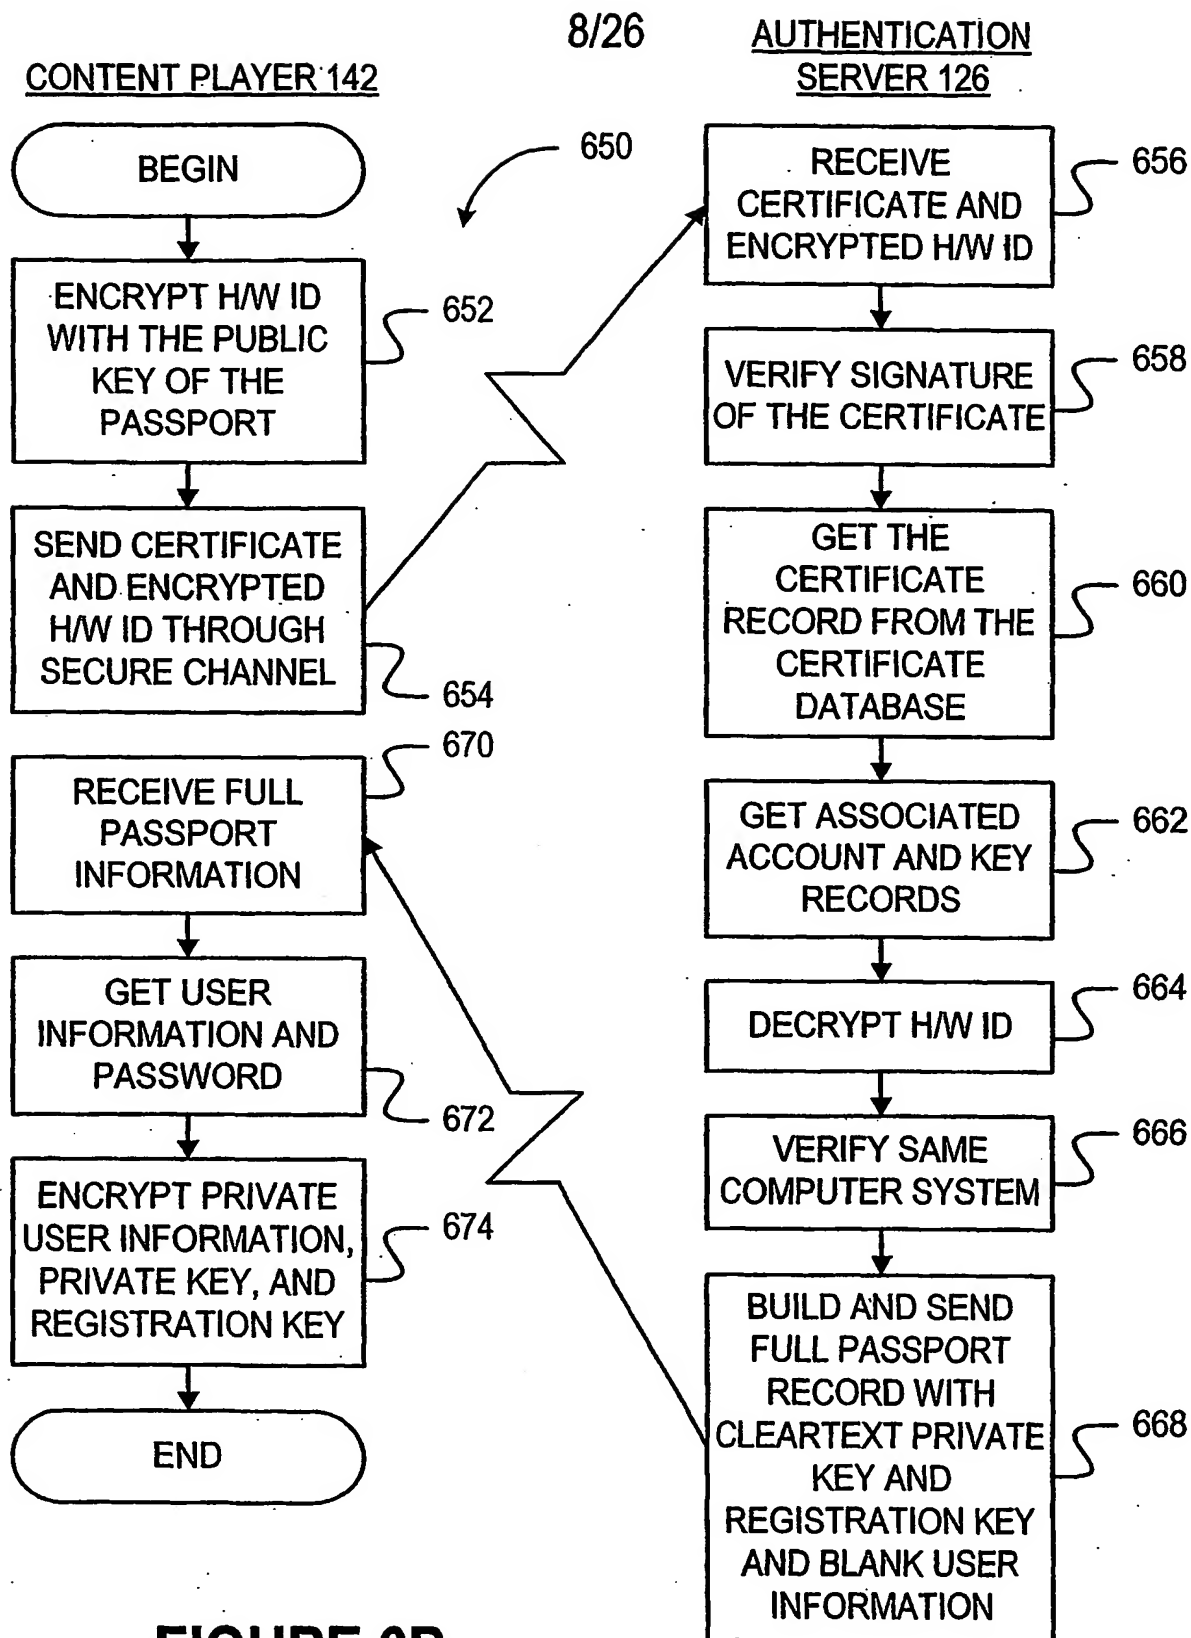 8/26
CONTENT PLAYER 142
BEGIN
650
ENCRYPT H/W ID
WITH THE PUBLIC
KEY OF THE
PASSPORT
652
SEND CERTIFICATE
AND ENCRYPTED
H/W ID THROUGH
SECURE CHANNEL
654
670
RECEIVE FULL
PASSPORT
INFORMATION
GET USER
INFORMATION AND
PASSWORD
672
ENCRYPT PRIVATE
USER INFORMATION,
PRIVATE KEY, AND
REGISTRATION KEY
674
END
AUTHENTICATION
SERVER 126
RECEIVE
CERTIFICATE AND
ENCRYPTED H/W ID
656
VERIFY SIGNATURE
OF THE CERTIFICATE
658
GET THE
CERTIFICATE
RECORD FROM THE
CERTIFICATE
DATABASE
660
GET ASSOCIATED
ACCOUNT AND KEY
RECORDS
662
DECRYPT H/W ID
664
VERIFY SAME
COMPUTER SYSTEM
666
BUILD AND SEND
FULL PASSPORT
RECORD WITH
CLEARTEXT PRIVATE
KEY AND
REGISTRATION KEY
AND BLANK USER
INFORMATION
668
FIGURE